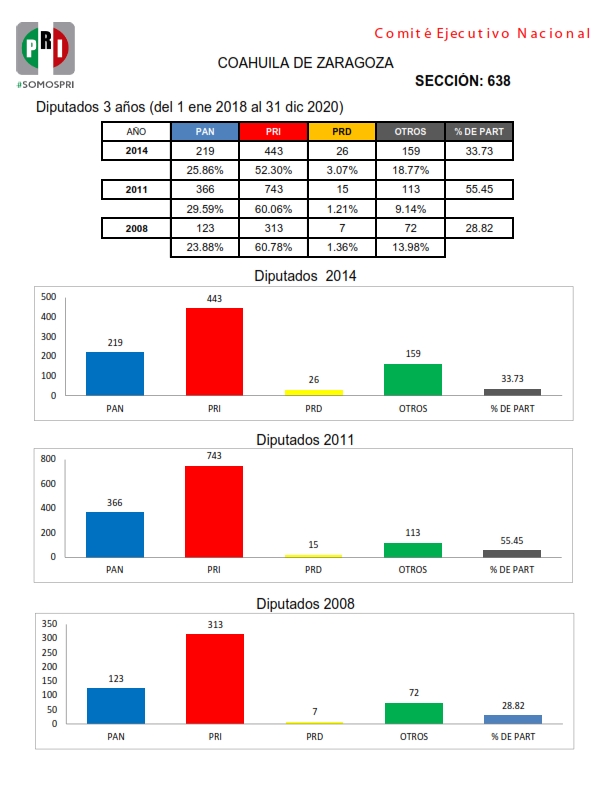 Comité Ejecutivo Nacional
PRI
#SOMOSPRI
COAHUILA DE ZARAGOZA
SECCIÓN: 638
Diputados 3 años (del 1 ene 2018 al 31 dic 2020)
AÑO PAN PRI PRD OTROS % DE PART
2014 219 443 26 159 33.73
25.86% 52.30% 3.07% 18.77%
2011 366 743 15 113 55.45
29.59% 60.06% 1.21% 9.14%
2008 123 313 7 72 28.82
23.88% 60.78% 1.36% 13.98%
Diputados 2014
500
400
300
200
100
0
219 443 26 159 33.73
PAN PRI PRD OTROS % DE PART
Diputados 2011
800
600
400
200
0
366 743 15 113 55.45
PAN PRI PRD OTROS % DE PART
Diputados 2008
350
300
250
200
150
100
50
0
123 313 7 72 28.82
PAN PRI PRD OTROS % DE PART